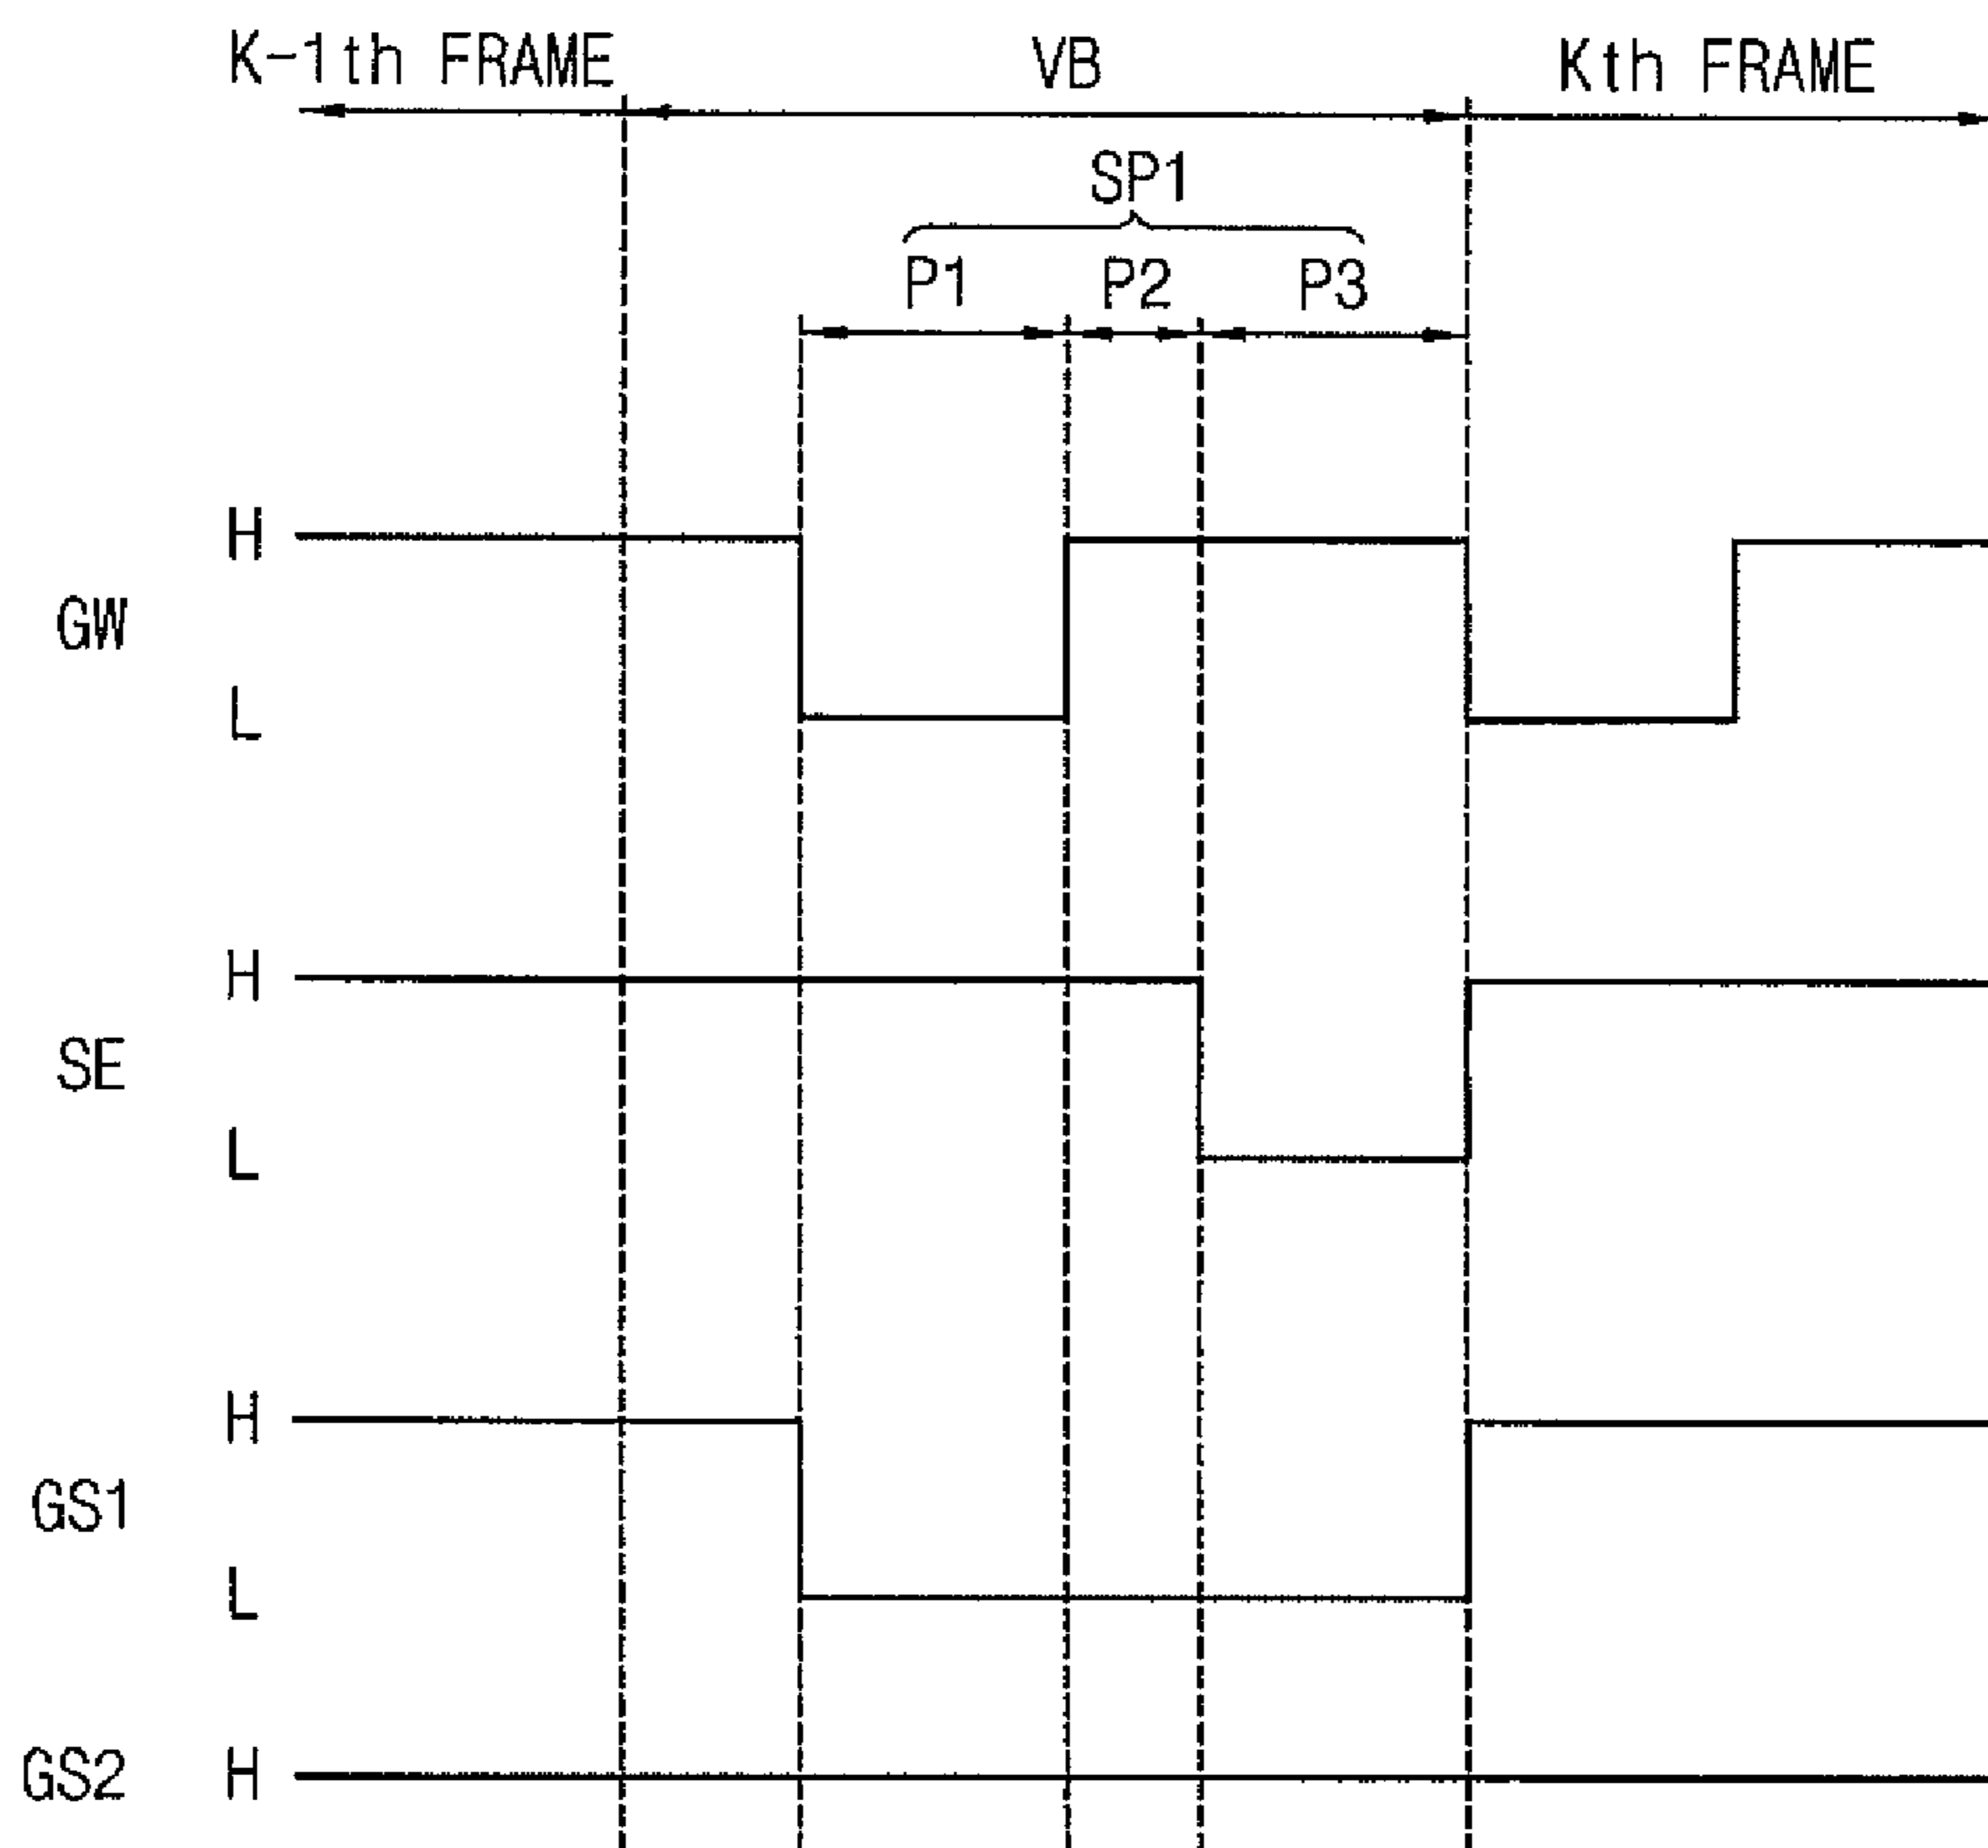 K-1th FRAME VB Kth FRAME
SP1
P1 P2 P3
H
GW
L
H
SE
L
H
GS1
L
GS2 H